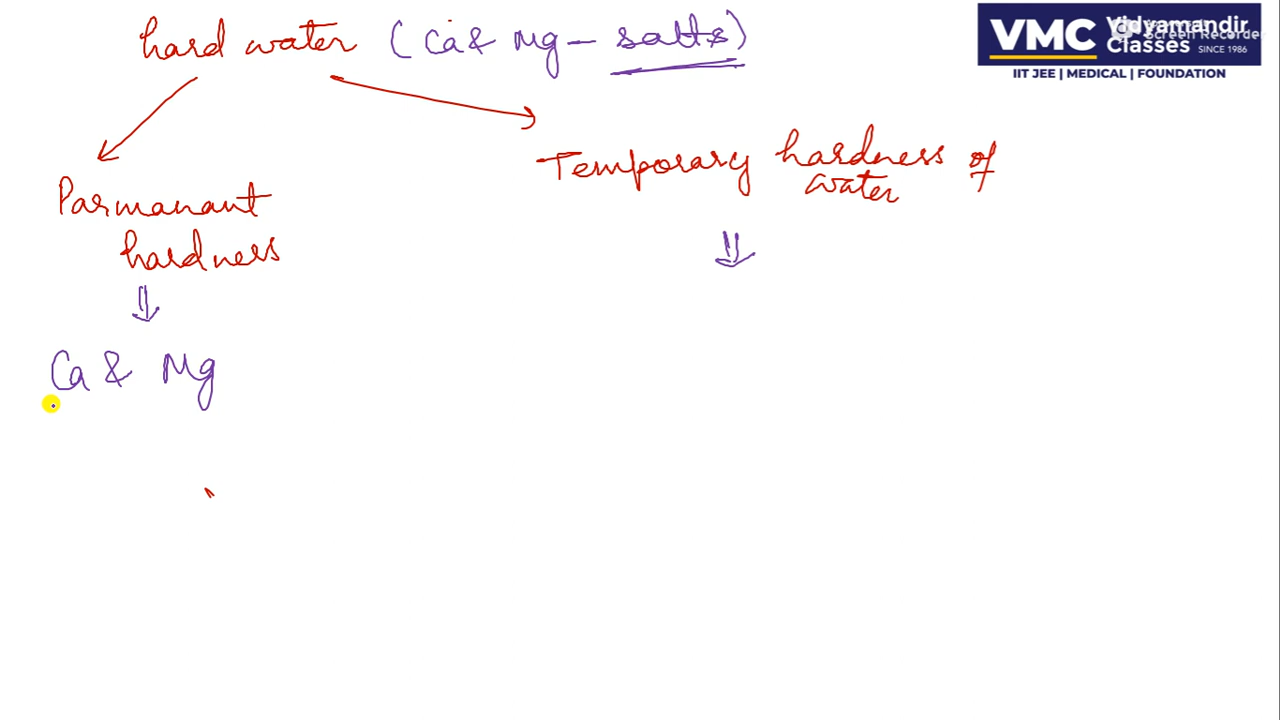 hard water (Ca & Mg - salts)
VMC Vidyamandir Classes SINCE 1986
IIT JEE | MEDICAL | FOUNDATION
Temporary hardness of
water
Parmanant
hardness
Ca & Mg